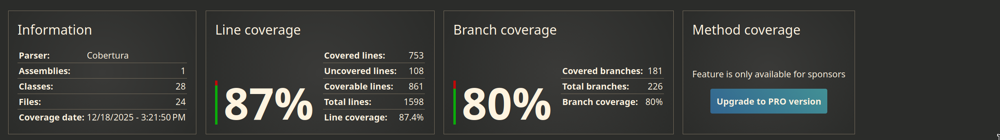 Information
Parser: Cobertura
Assemblies: 1
Classes: 28
Files: 24
Coverage date: 12/18/2025 - 3:21:50 PM
Line coverage
87%
Covered lines: 753
Uncovered lines: 108
Coverable lines: 861
Total lines: 1598
Line coverage: 87.4%
Branch coverage
80%
Covered branches: 181
Total branches: 226
Branch coverage: 80%
Method coverage
Feature is only available for sponsors
Upgrade to PRO version